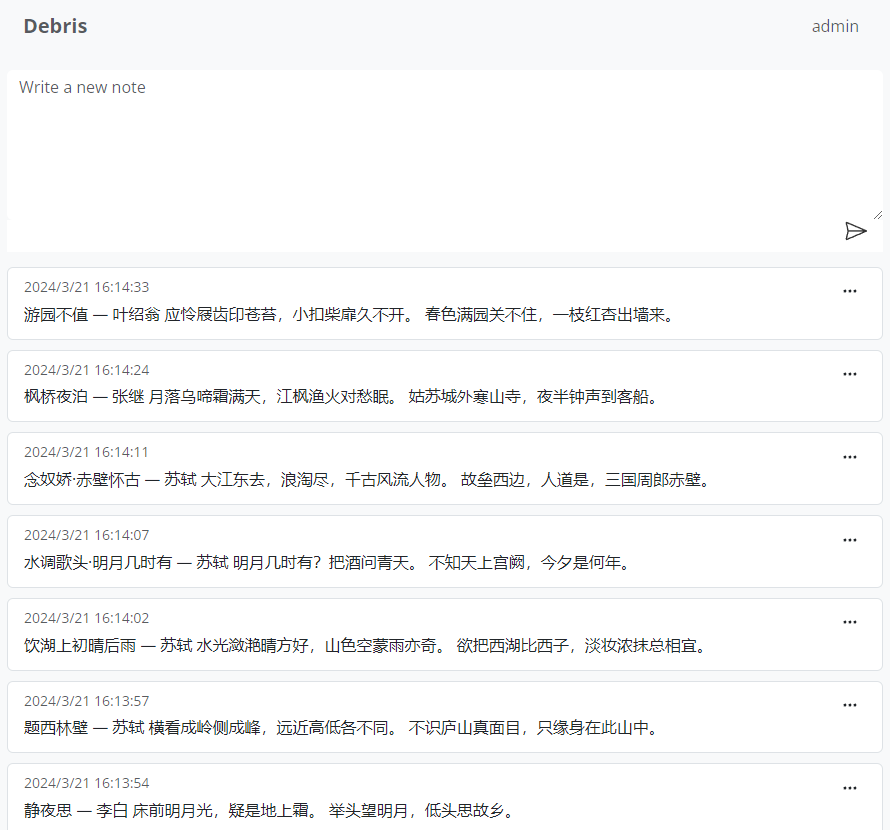 Debris
admin
Write a new note
2024/3/21 16:14:33
游园不值 — 叶绍翁 应怜屐齿印苍苔，小扣柴扉久不开。 春色满园关不住，一枝红杏出墙来。
2024/3/21 16:14:24
枫桥夜泊 — 张继 月落乌啼霜满天，江枫渔火对愁眠。 姑苏城外寒山寺，夜半钟声到客船。
2024/3/21 16:14:11
念奴娇·赤壁怀古 — 苏轼 大江东去，浪淘尽，千古风流人物。 故垒西边，人道是，三国周郎赤壁。
2024/3/21 16:14:07
水调歌头·明月几时有 — 苏轼 明月几时有？把酒问青天。 不知天上宫阙，今夕是何年。
2024/3/21 16:14:02
饮湖上初晴后雨 — 苏轼 水光潋滟晴方好，山色空蒙雨亦奇。 欲把西湖比西子，淡妆浓抹总相宜。
2024/3/21 16:13:57
题西林壁 — 苏轼 横看成岭侧成峰，远近高低各不同。 不识庐山真面目，只缘身在此山中。
2024/3/21 16:13:54
静夜思 — 李白 床前明月光，疑是地上霜。 举头望明月，低头思故乡。